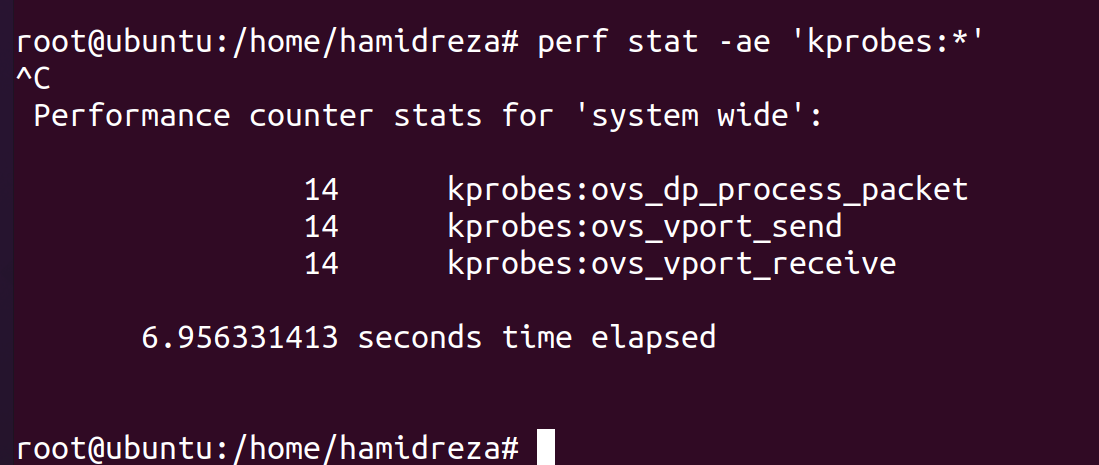 root@ubuntu:/home/hamidreza# perf stat -ae 'kprobes:*'
^C
 Performance counter stats for 'system wide':
                14      kprobes:ovs_dp_process_packet
                14      kprobes:ovs_vport_send
                14      kprobes:ovs_vport_receive
       6.956331413 seconds time elapsed
root@ubuntu:/home/hamidreza#